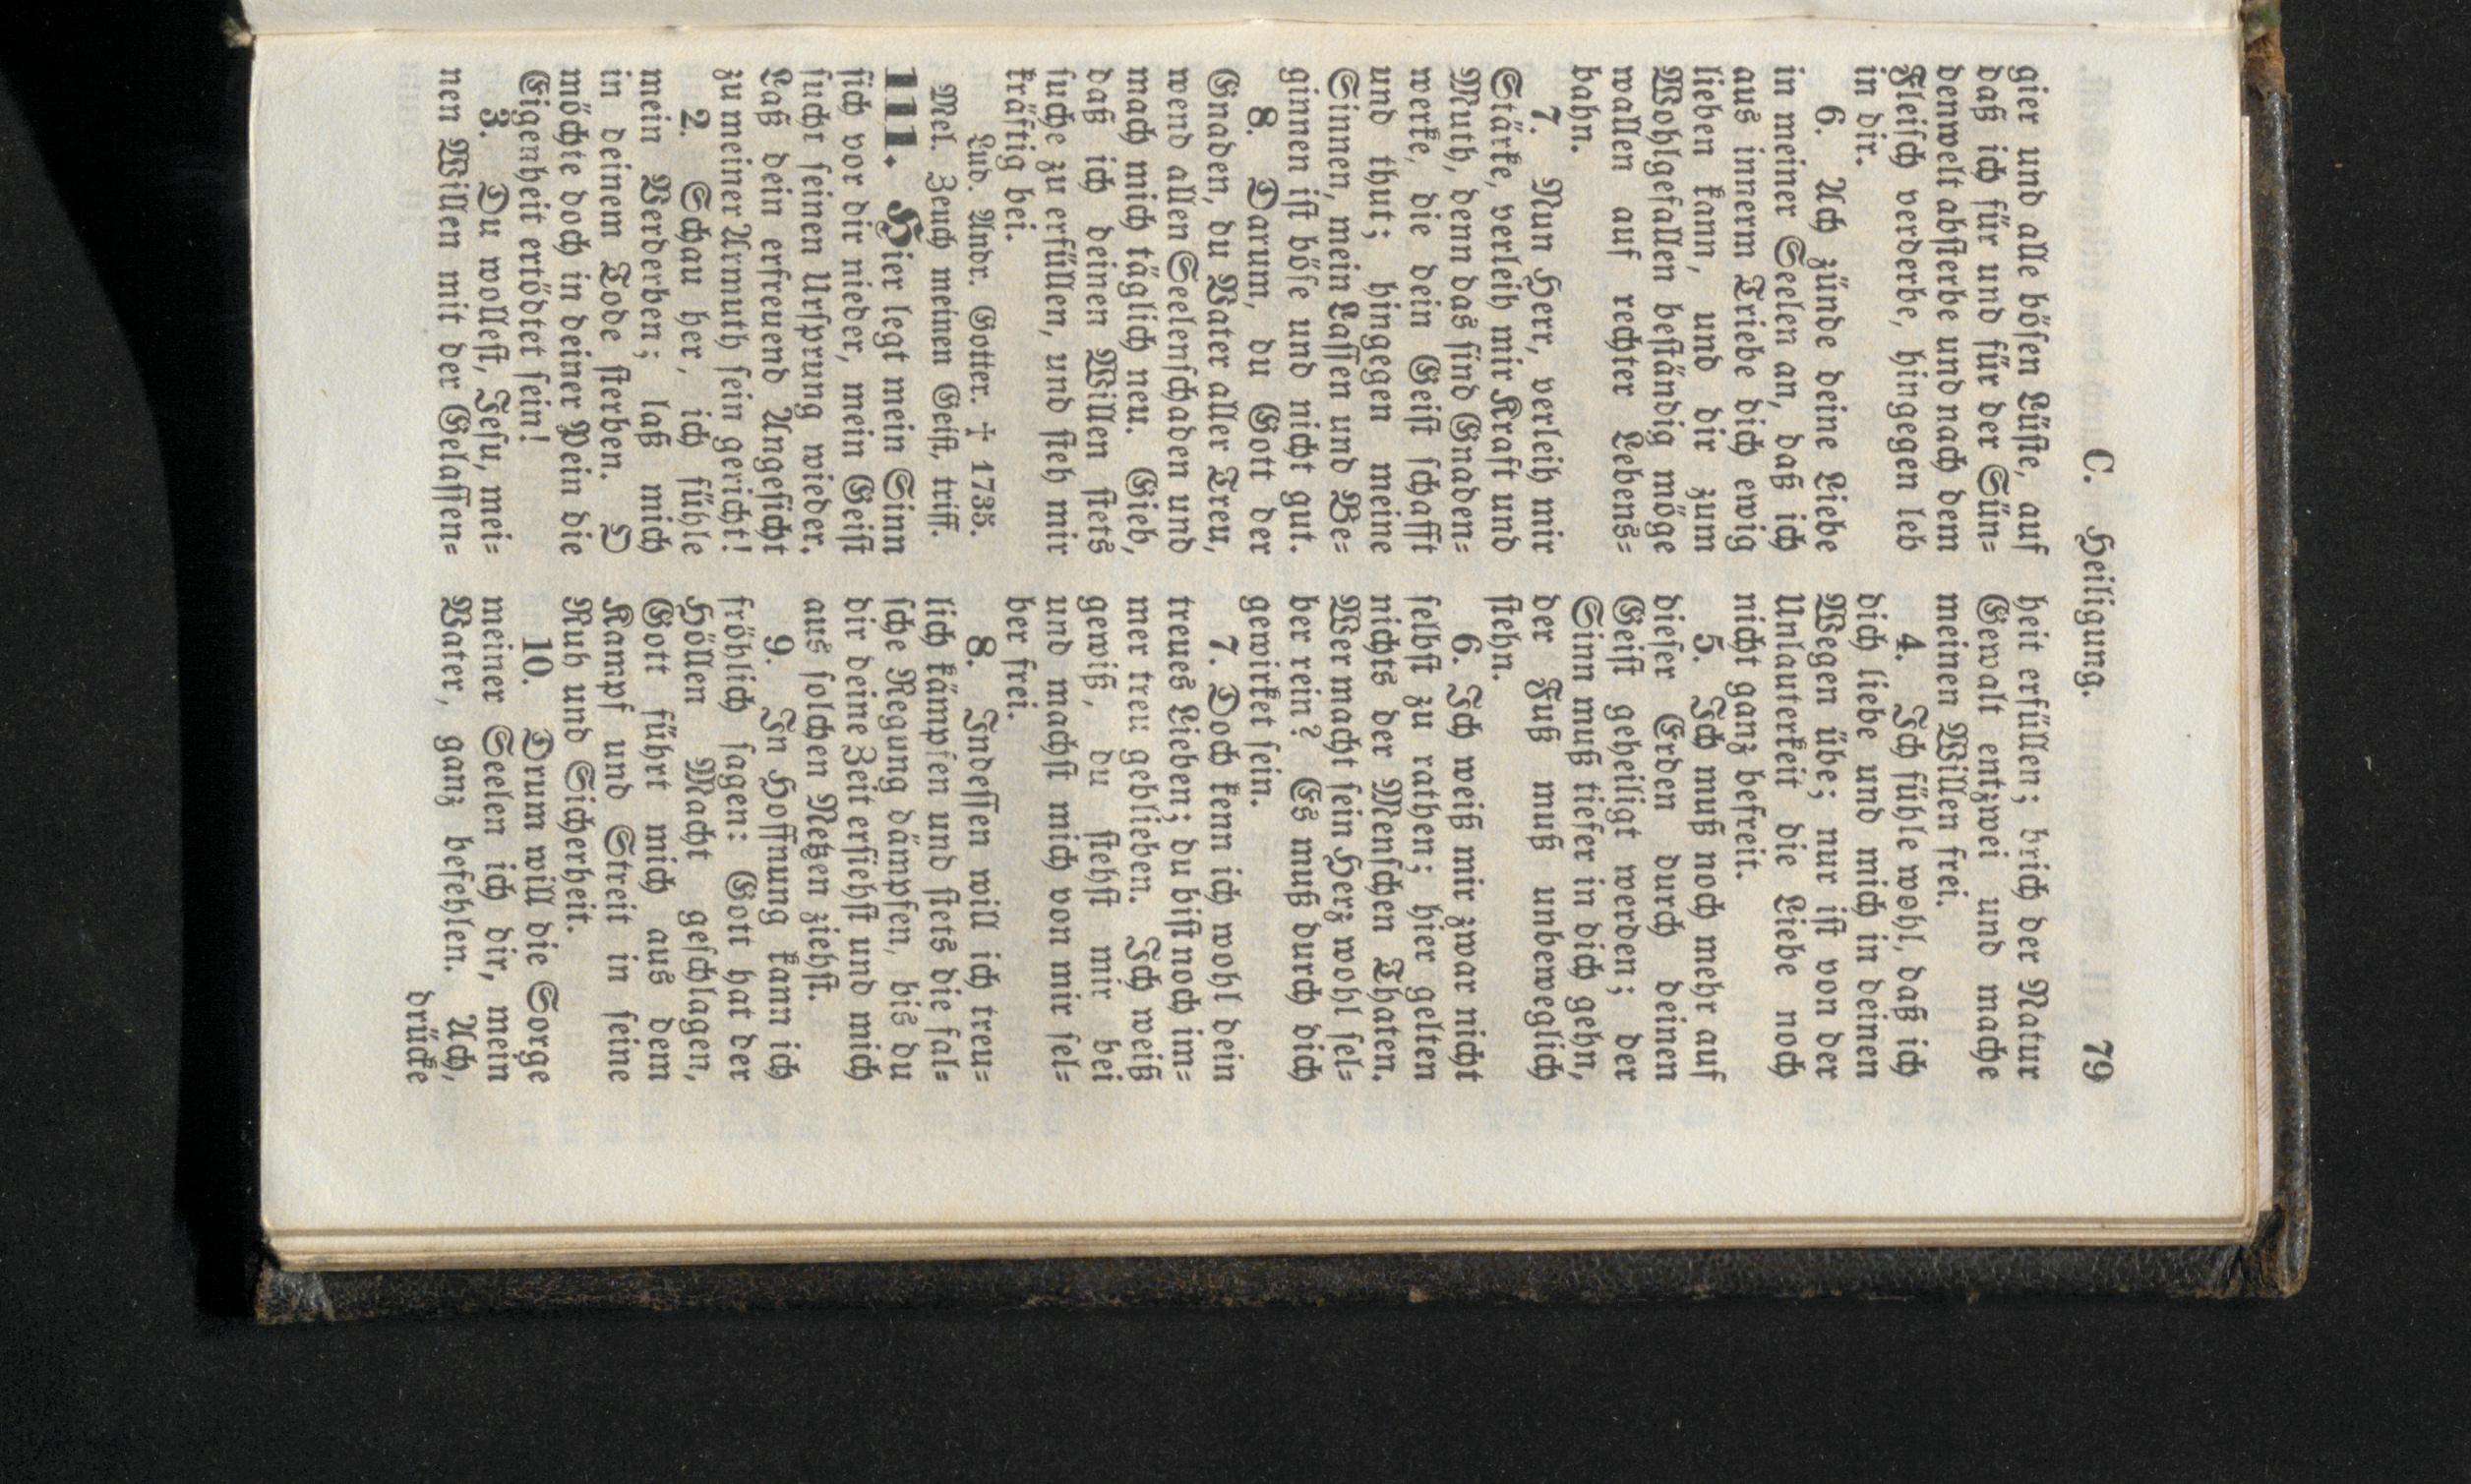 C. Heiligung. 79
gier und alle böſen Lüſte, auf
daß ich für und für der Sün-
denwelt abſterbe und nach dem
Fleiſch verderbe, hingegen leb
in dir.
6. Ach zünde deine Liebe
in meiner Seelen an, daß ich
aus innerm Triebe dich ewig
lieben kann, und dir zum
Wohlgefallen beſtändig möge
wallen auf rechter Lebens-
bahn.
7. Nun Herr, verleih mir
Stärke, verleih mir Kraft und
Muth, denn das ſind Gnaden-
werke, die dein Geiſt ſchafft
und thut; hingegen meine
Sinnen, mein Laſſen und Be-
ginnen iſt böſe und nicht gut.
8. Darum, du Gott der
Gnaden, du Vater aller Treu,
wend allen Seelenſchaden und
mach mich täglich neu. Gieb,
daß ich deinen Willen ſtets
ſuche zu erfüllen, und ſteh mir
kräftig bei.
Lud. Andr. Gotter. † 1735.
Mel. Zeuch meinen Geiſt, triff.
111. Hier legt mein Sinn
ſich vor dir nieder, mein Geiſt
ſucht ſeinen Urſprung wieder.
Laß dein erfreuend Angeſicht
zu meiner Armuth ſein gericht!
2. Schau her, ich fühle
mein Verderben; laß mich
in deinem Tode ſterben. O
möchte doch in deiner Pein die
Eigenheit ertödtet ſein!
3. Du wolleſt, Jeſu, mei-
nen Willen mit der Gelaſſen-
heit erfüllen; brich der Natur
Gewalt entzwei und mache
meinen Willen frei.
4. Ich fühle wohl, daß ich
dich liebe und mich in deinen
Wegen übe; nur iſt von der
Unlauterkeit die Liebe noch
nicht ganz befreit.
5. Ich muß noch mehr auf
dieſer Erden durch deinen
Geiſt geheiligt werden; der
Sinn muß tiefer in dich gehn,
der Fuß muß unbeweglich
ſtehn.
6. Ich weiß mir zwar nicht
ſelbſt zu rathen; hier gelten
nichts der Menſchen Thaten.
Wer macht ſein Herz wohl ſel-
ber rein? Es muß durch dich
gewirket ſein.
7. Doch kenn ich wohl dein
treues Lieben; du biſt noch im-
mer treu geblieben. Ich weiß
gewiß, du ſtehſt mir bei
und machſt mich von mir ſel-
ber frei.
8. Indeſſen will ich treu-
lich kämpfen und ſtets die fal-
ſche Regung dämpfen, bis du
dir deine Zeit erſiehſt und mich
aus ſolchen Netzen ziehſt.
9. In Hoffnung kann ich
fröhlich ſagen: Gott hat der
Höllen Macht geſchlagen,
Gott führt mich aus dem
Kampf und Streit in ſeine
Ruh und Sicherheit.
10. Drum will die Sorge
meiner Seelen ich dir, mein
Vater, ganz befehlen. Ach,
drücke